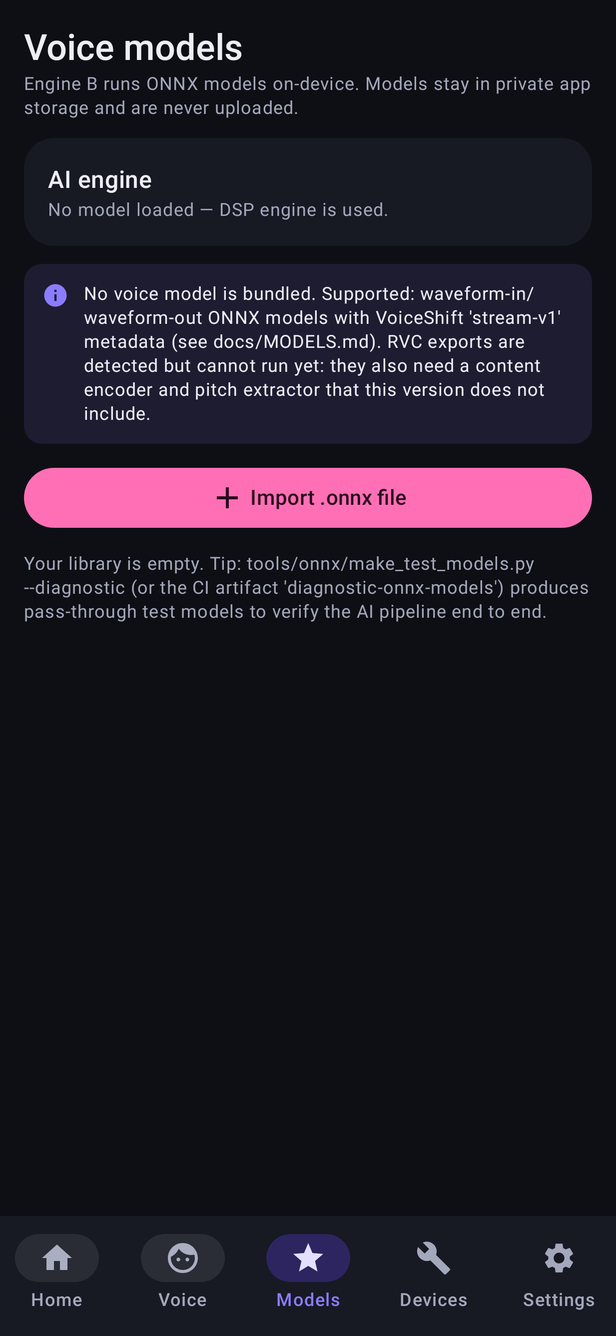 Voice models
Engine B runs ONNX models on-device. Models stay in private app
storage and are never uploaded.
AI engine
No model loaded — DSP engine is used.
No voice model is bundled. Supported: waveform-in/
waveform-out ONNX models with VoiceShift 'stream-v1'
metadata (see docs/MODELS.md). RVC exports are
detected but cannot run yet: they also need a content
encoder and pitch extractor that this version does not
include.
Import .onnx file
Your library is empty. Tip: tools/onnx/make_test_models.py
--diagnostic (or the CI artifact 'diagnostic-onnx-models') produces
pass-through test models to verify the AI pipeline end to end.
Home
Voice
Models
Devices
Settings